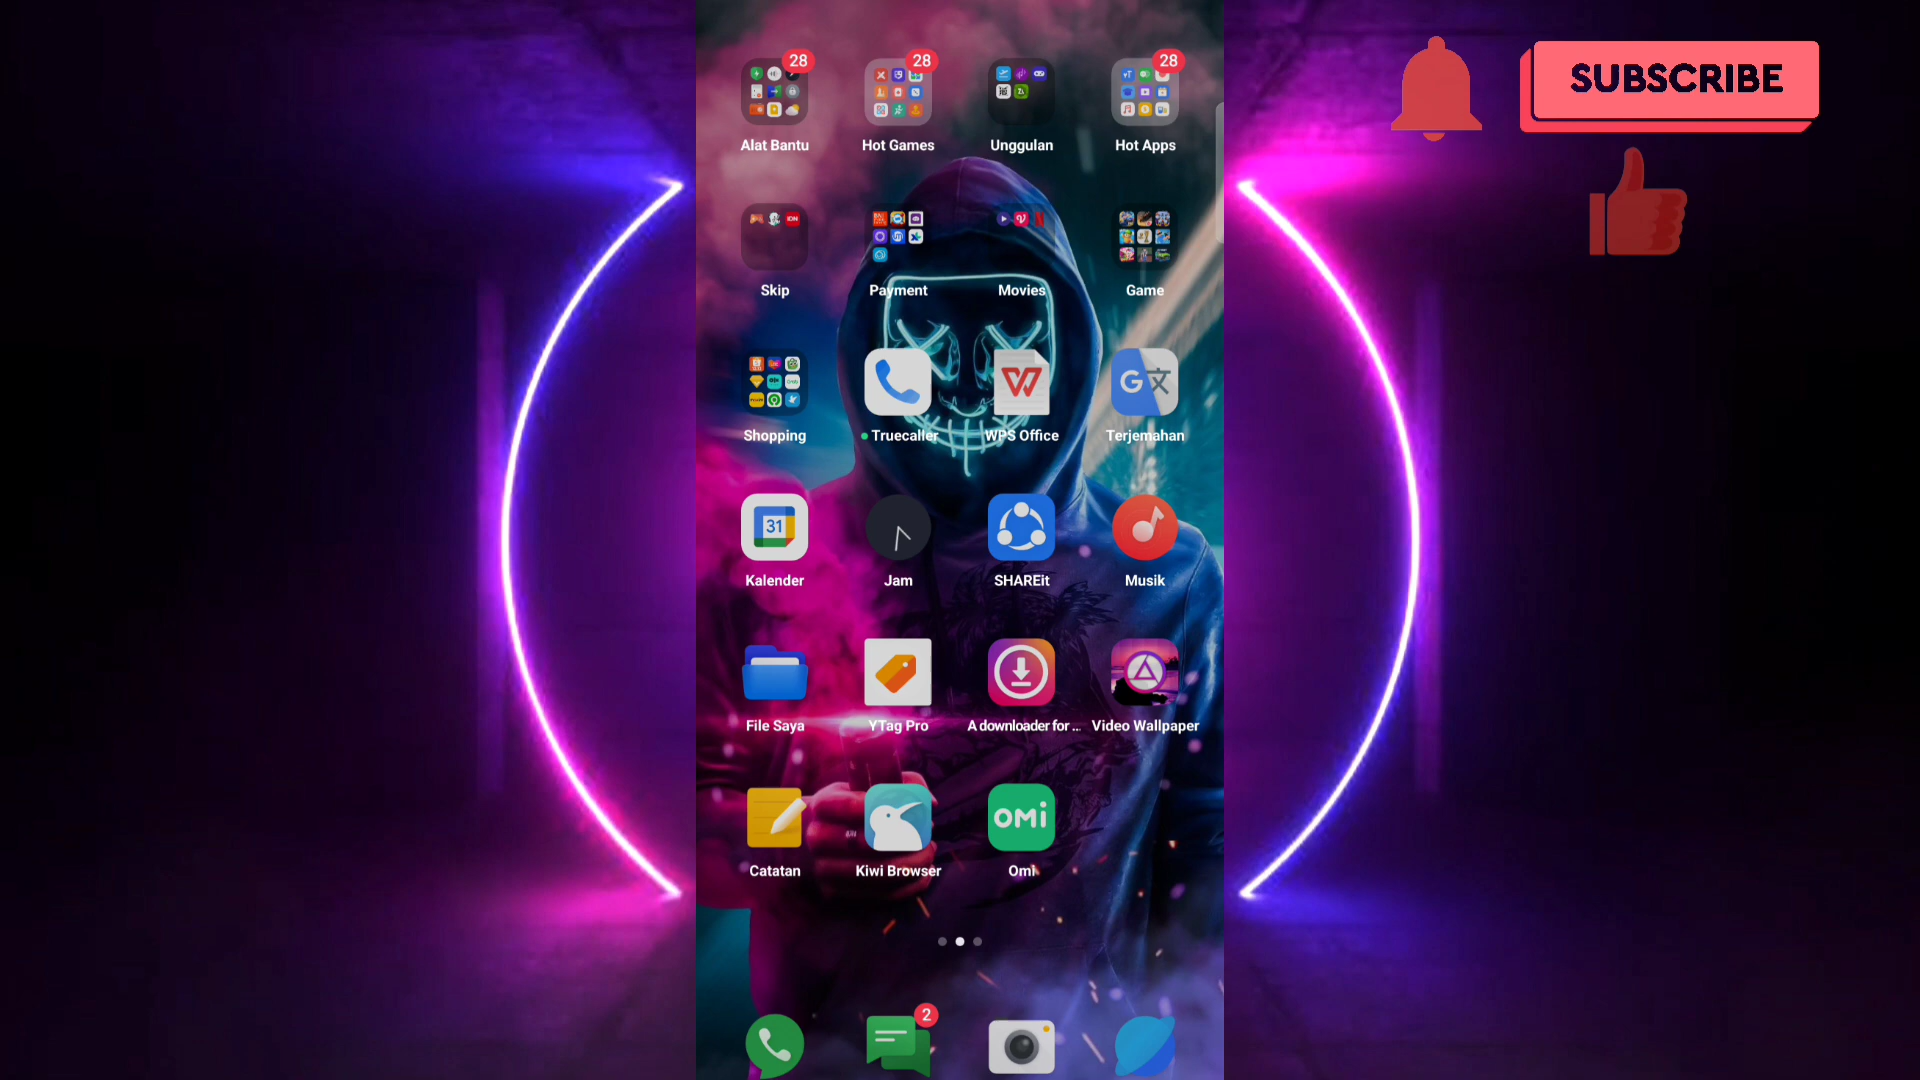 SUBSCRIBE
28
28
28
Alat Bantu
Hot Games
Unggulan
Hot Apps
IDN
Skip
Payment
Movies
Game
G
Shopping
Truecaller
WPS Office
Terjemahan
31
Kalender
Jam
SHAREit
Musik
File Saya
YTag Pro
A downloader for ...
Video Wallpaper
OMi
Catatan
Kiwi Browser
Omi
2